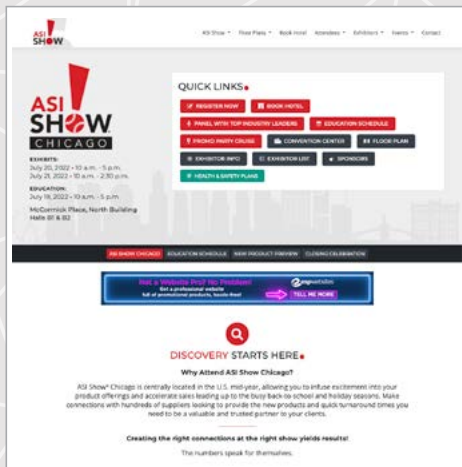 ASI
SHOW
ASI Show
Floor Plans
Book Hotel
Attendees
Exhibitors
Events
Contact
ASI
SHOW
CHICAGO
EXHIBITS:
July 20, 2022 • 10 a.m. - 5 p.m.
July 21, 2022 • 10 a.m. - 2:30 p.m.
EDUCATION:
July 19, 2022 • 10 a.m. - 5 p.m.
McCormick Place, North Building
Halls B1 & B2
QUICK LINKS
REGISTER NOW
BOOK HOTEL
PANEL WITH TOP INDUSTRY LEADERS
EDUCATION SCHEDULE
PROMO PARTY CRUISE
CONVENTION CENTER
FLOOR PLAN
EXHIBITOR INFO
EXHIBITOR LIST
SPONSORS
HEALTH & SAFETY PLANS
ASI SHOW CHICAGO
EDUCATION SCHEDULE
NEW PRODUCT PREVIEW
CLOSING CELEBRATION
Not a Website Pro? No Problem!
Get a professional website
full of promotional products, hassle-free!
espwebsites
TELL ME MORE
DISCOVERY STARTS HERE
Why Attend ASI Show Chicago?
ASI Show® Chicago is centrally located in the U.S. mid-year, allowing you to infuse excitement into your
product offerings and accelerate sales leading up to the busy back-to-school and holiday seasons. Make
connections with hundreds of suppliers looking to provide the new products and quick turnaround times you
need to be a valuable and trusted partner to your clients.
Creating the right connections at the right show yields results!
The numbers speak for themselves.